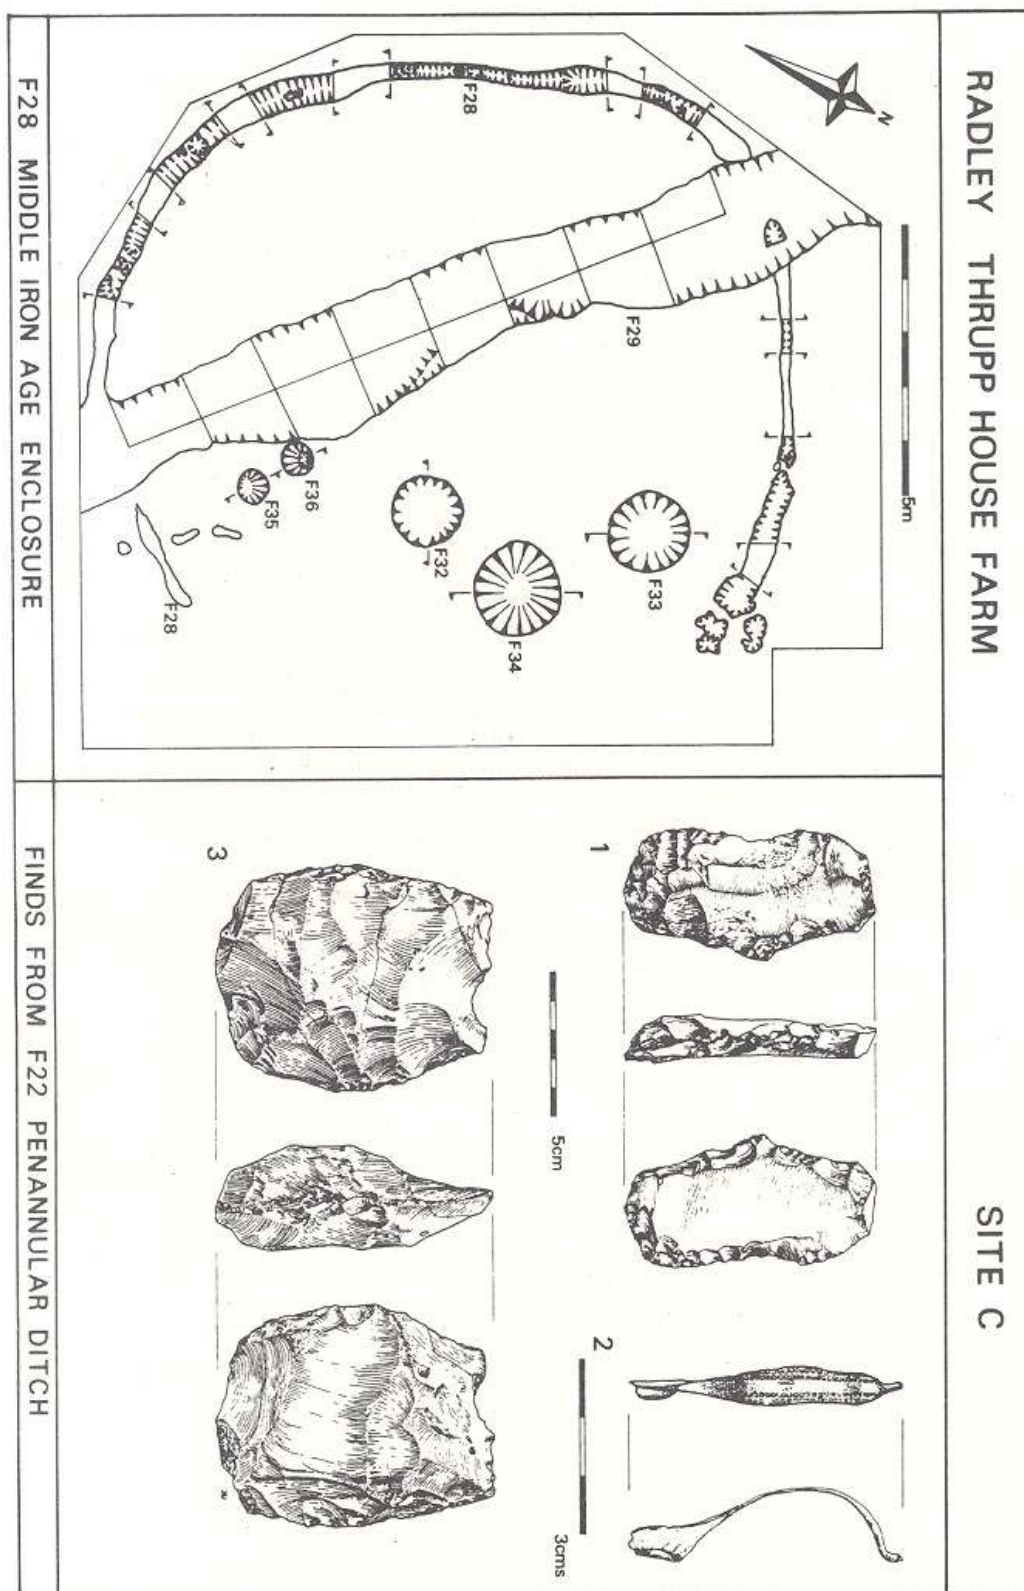 RADLEY THRUPP HOUSE FARM
SITE C
N
5m
F28
F29
F36
F35
F32
F33
F34
F28
1
2
3
5cm
3cms
F28 MIDDLE IRON AGE ENCLOSURE
FINDS FROM F22 PENANNULAR DITCH